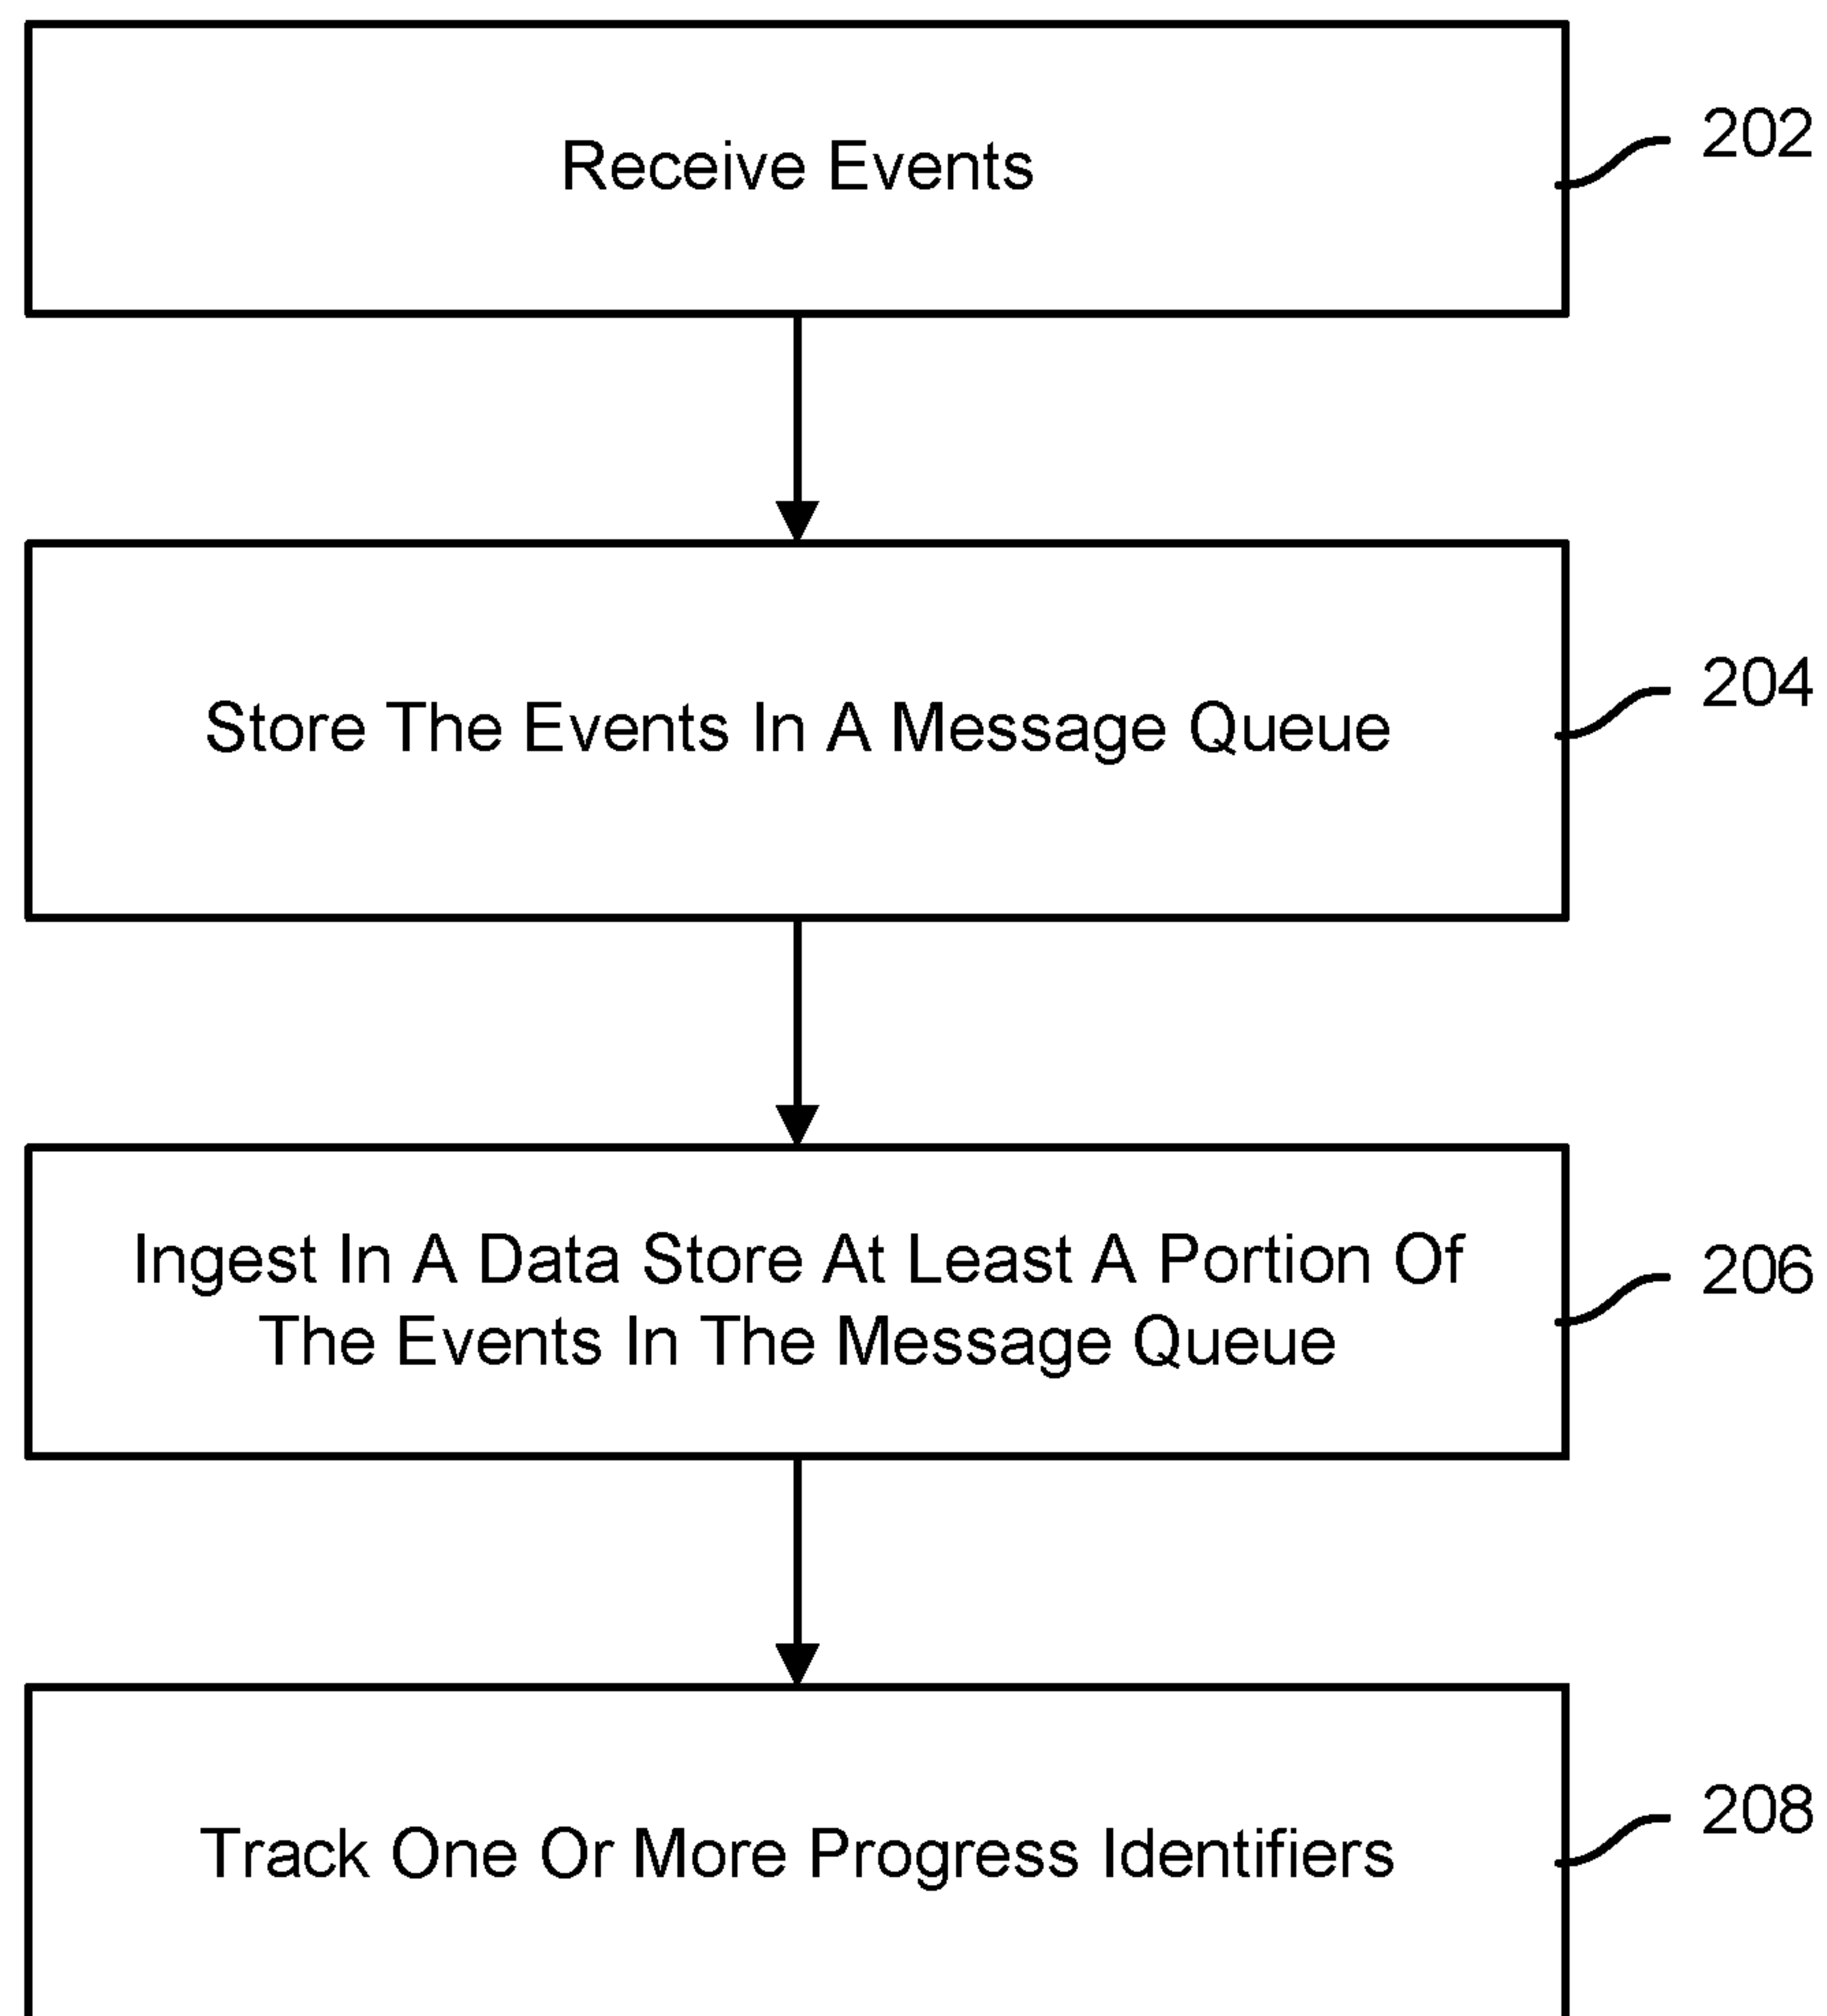 Receive Events
202
Store The Events In A Message Queue
204
Ingest In A Data Store At Least A Portion Of
The Events In The Message Queue
206
Track One Or More Progress Identifiers
208